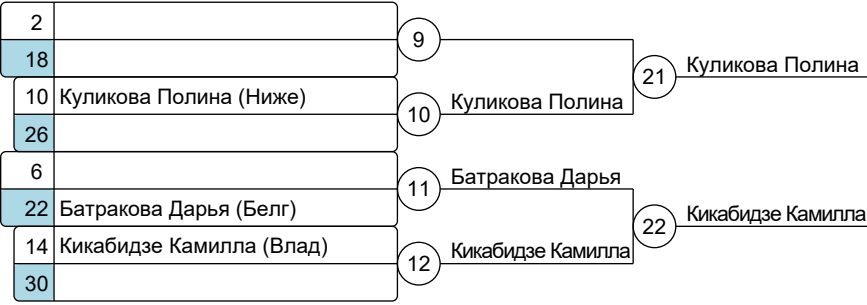 2
18
9
10 Куликова Полина (Ниже)
26
10
Куликова Полина
21
Куликова Полина
6
22 Батракова Дарья (Белг)
11
Батракова Дарья
14 Кикабидзе Камилла (Влад)
30
12
Кикабидзе Камилла
22
Кикабидзе Камилла